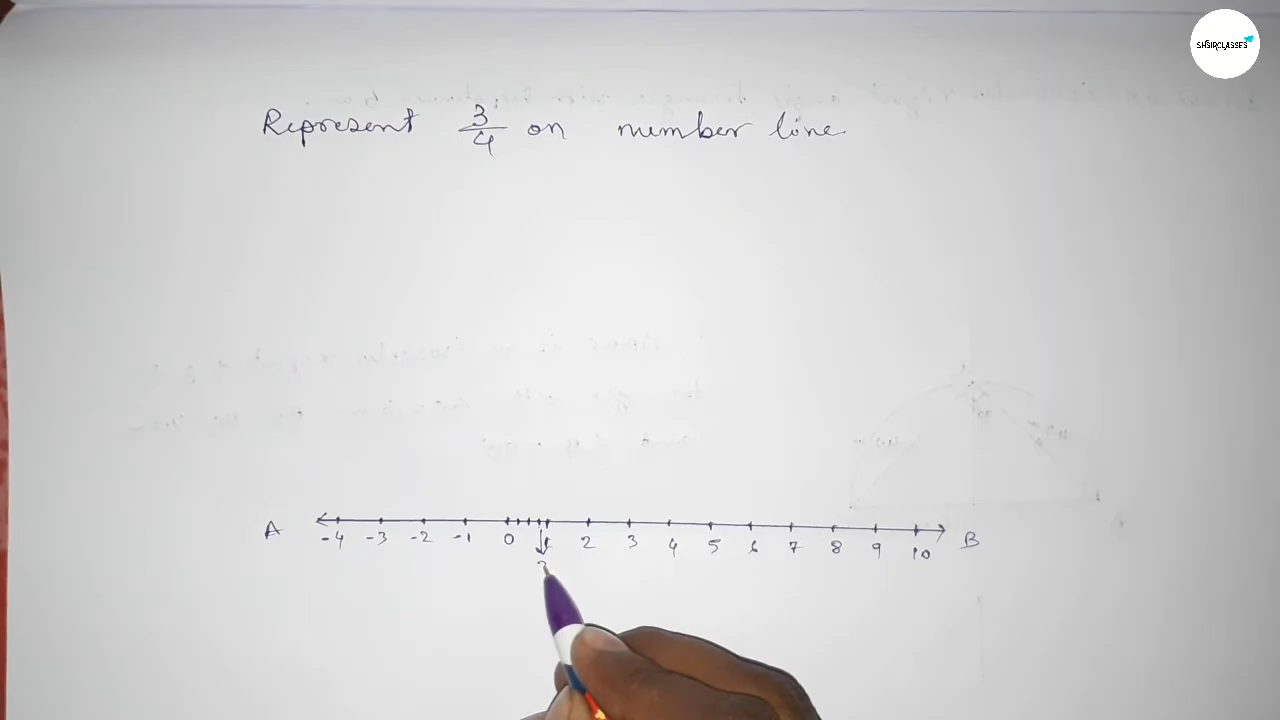 SHSIRCLASSES
Represent 3/4 on number line
A -4 -3 -2 -1 0 1 2 3 4 5 6 7 8 9 10 B